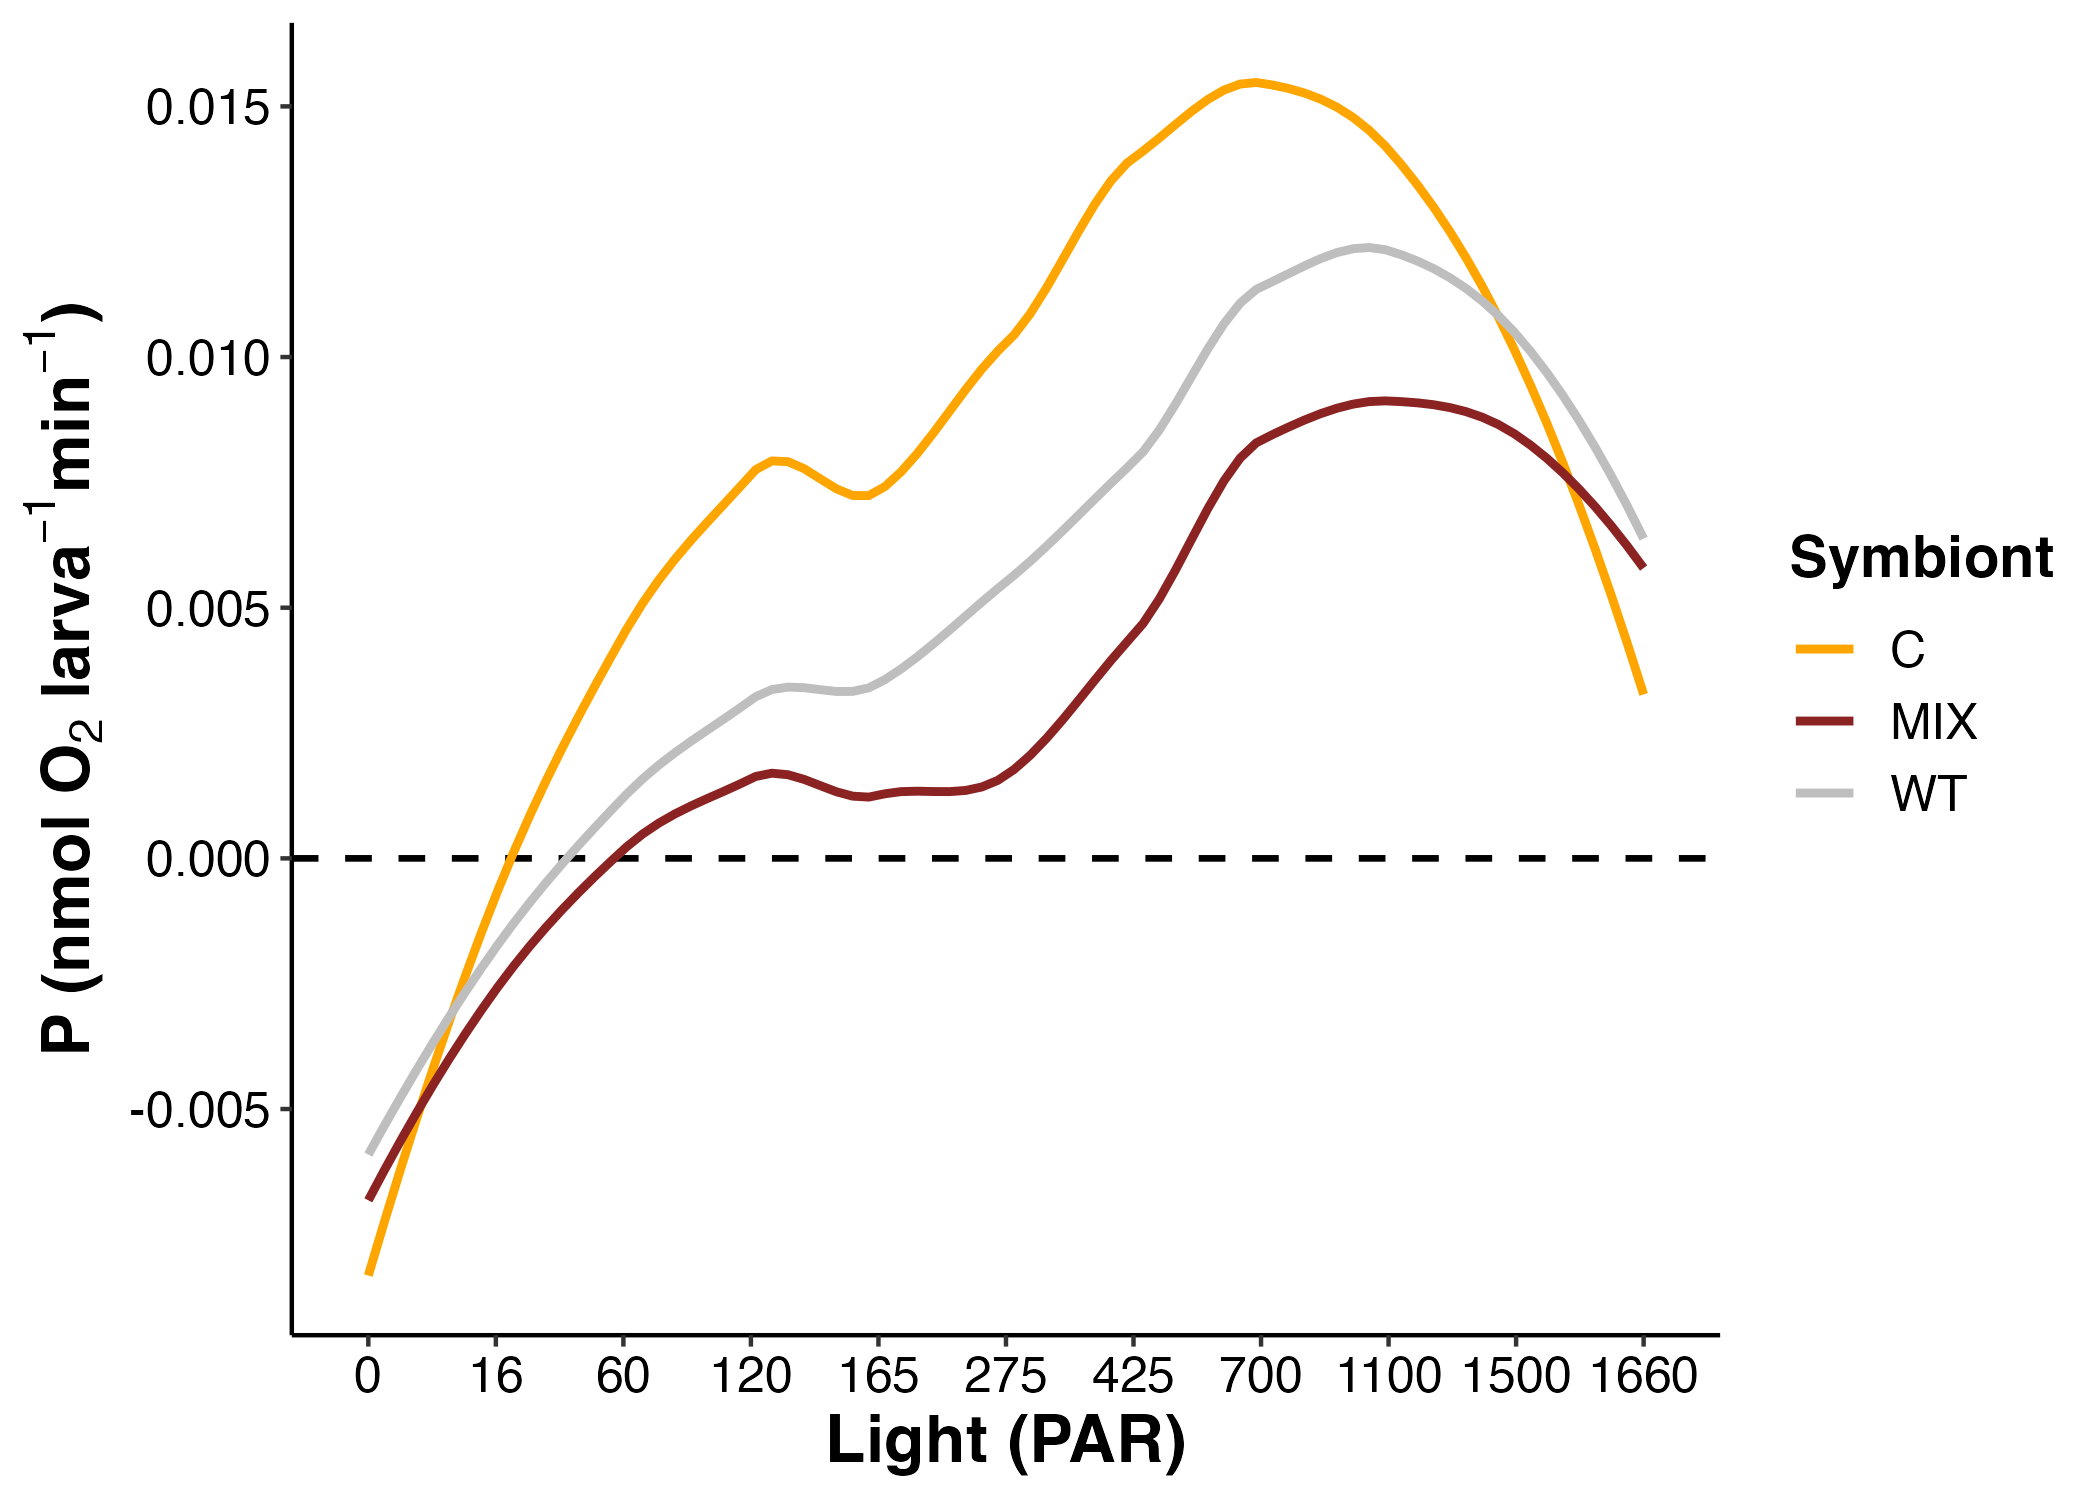 P (nmol O₂ larva⁻¹min⁻¹)
0.015
0.010
0.005
0.000
-0.005
0 16 60 120 165 275 425 700 1100 1500 1660
Light (PAR)
Symbiont
C
MIX
WT